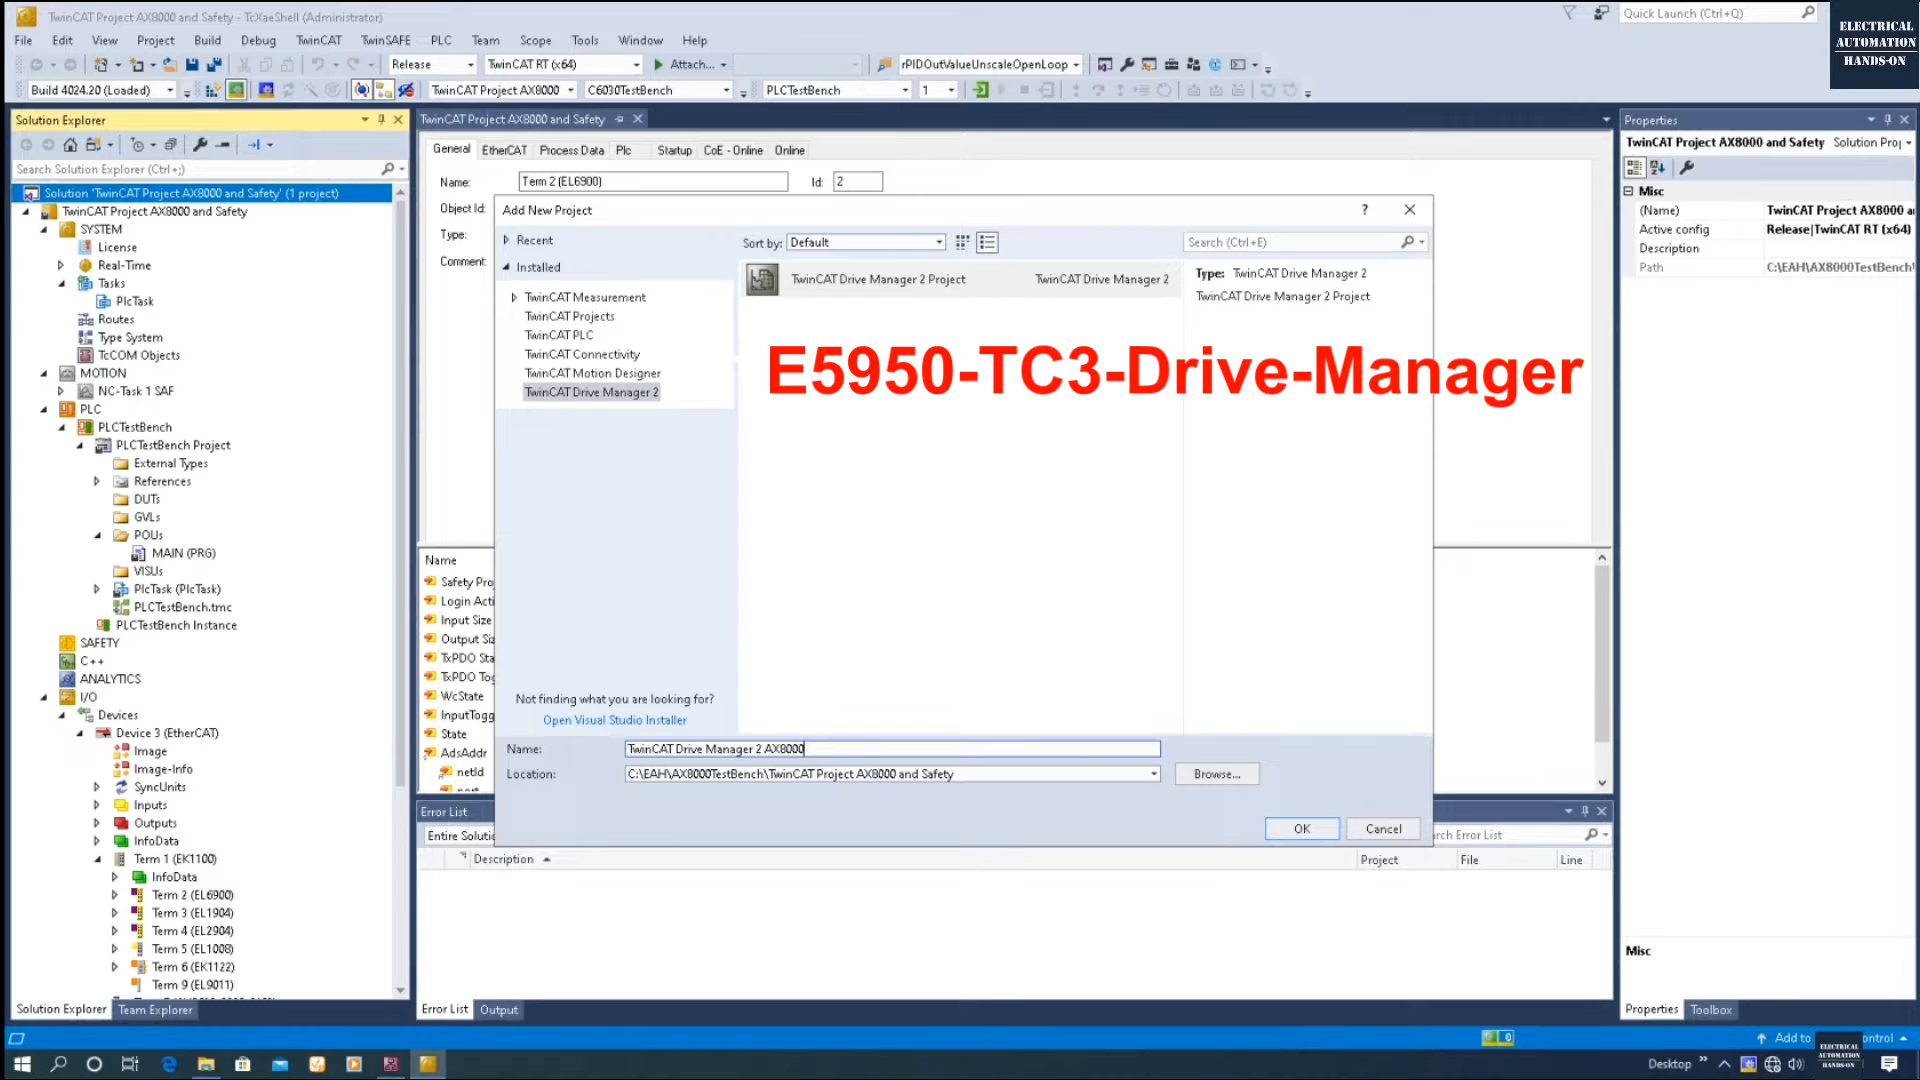 TwinCAT Project AX8000 and Safety - TcXaeShell (Administrator)
Quick Launch (Ctrl+Q)
ELECTRICAL
AUTOMATION
HANDS-ON
File Edit View Project Build Debug TwinCAT TwinSAFE PLC Team Scope Tools Window Help
Release TwinCAT RT (x64) Attach... rPIDOutValueUnscaleOpenLoop
Build 4024.20 (Loaded) TwinCAT Project AX8000 C6030TestBench PLCTestBench 1
Solution Explorer
Search Solution Explorer (Ctrl+;)
Solution 'TwinCAT Project AX8000 and Safety' (1 project)
TwinCAT Project AX8000 and Safety
SYSTEM
License
Real-Time
Tasks
PlcTask
Routes
Type System
TcCOM Objects
MOTION
NC-Task 1 SAF
PLC
PLCTestBench
PLCTestBench Project
External Types
References
DUTs
GVLs
POUs
MAIN (PRG)
VISUs
PlcTask (PlcTask)
PLCTestBench.tmc
PLCTestBench Instance
SAFETY
C++
ANALYTICS
I/O
Devices
Device 3 (EtherCAT)
Image
Image-Info
SyncUnits
Inputs
Outputs
InfoData
Term 1 (EK1100)
InfoData
Term 2 (EL6900)
Term 3 (EL1904)
Term 4 (EL2904)
Term 5 (EL1008)
Term 6 (EK1122)
Term 9 (EL9011)
Solution Explorer Team Explorer
TwinCAT Project AX8000 and Safety
General EtherCAT Process Data Plc Startup CoE - Online Online
Name: Term 2 (EL6900) Id: 2
Object Id:
Type:
Comment:
Add New Project ?
Recent
Installed
TwinCAT Measurement
TwinCAT Projects
TwinCAT PLC
TwinCAT Connectivity
TwinCAT Motion Designer
TwinCAT Drive Manager 2
Sort by: Default
Search (Ctrl+E)
TwinCAT Drive Manager 2 Project TwinCAT Drive Manager 2
Type: TwinCAT Drive Manager 2
TwinCAT Drive Manager 2 Project
E5950-TC3-Drive-Manager
Not finding what you are looking for?
Open Visual Studio Installer
Name: TwinCAT Drive Manager 2 AX8000
Location: C:\EAH\AX8000TestBench\TwinCAT Project AX8000 and Safety
Browse...
OK Cancel
Name
Safety Pro
Login Acti
Input Size
Output Siz
TxPDO Sta
TxPDO Tog
WcState
InputTogg
State
AdsAddr
netId
Error List
Entire Solutio
rch Error List
Description Project File Line
Error List Output
Properties
TwinCAT Project AX8000 and Safety Solution Proj
Misc
(Name) TwinCAT Project AX8000 a
Active config Release|TwinCAT RT (x64)
Description
Path C:\EAH\AX8000TestBench\
Misc
Properties Toolbox
0
Add to
ontrol
Desktop
ELECTRICAL
AUTOMATION
HANDS-ON